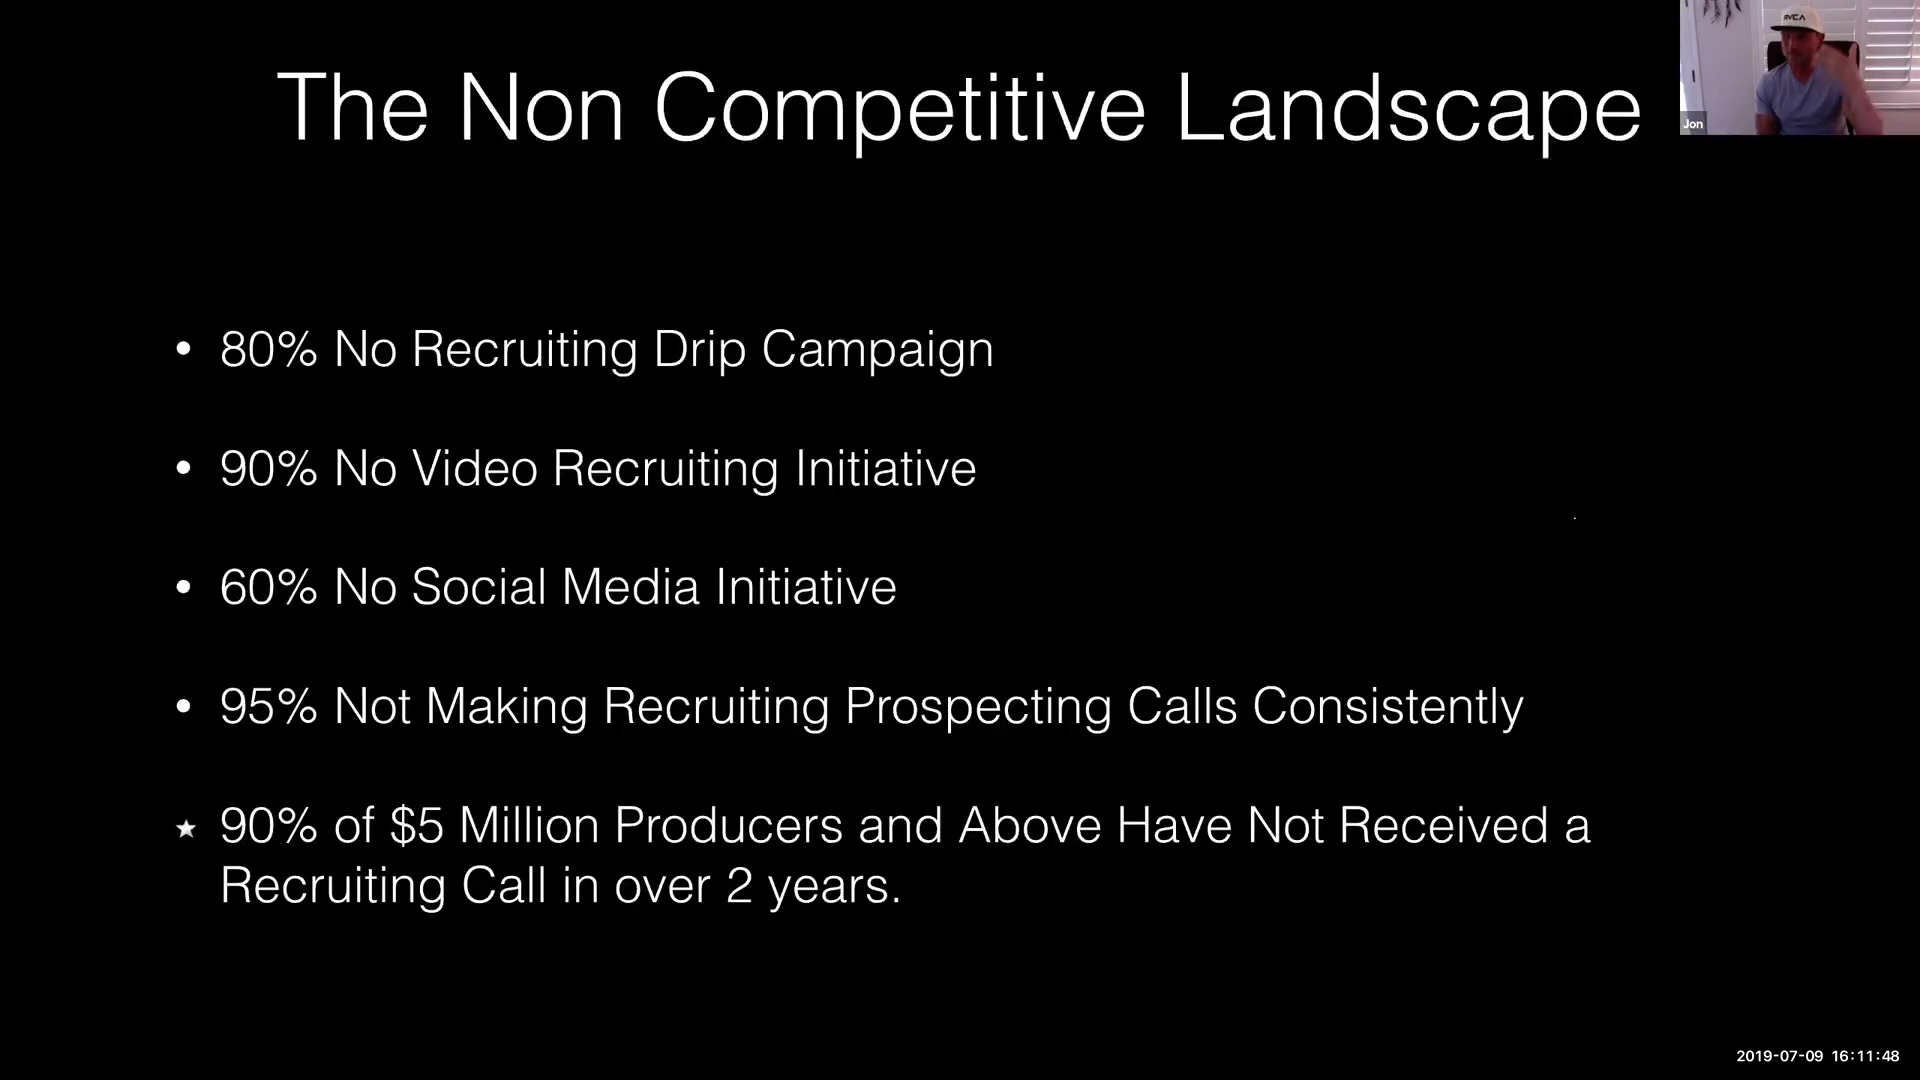 The Non Competitive Landscape
RVCA
Jon
• 80% No Recruiting Drip Campaign
• 90% No Video Recruiting Initiative
• 60% No Social Media Initiative
• 95% Not Making Recruiting Prospecting Calls Consistently
★ 90% of $5 Million Producers and Above Have Not Received a
Recruiting Call in over 2 years.
2019-07-09 16:11:48